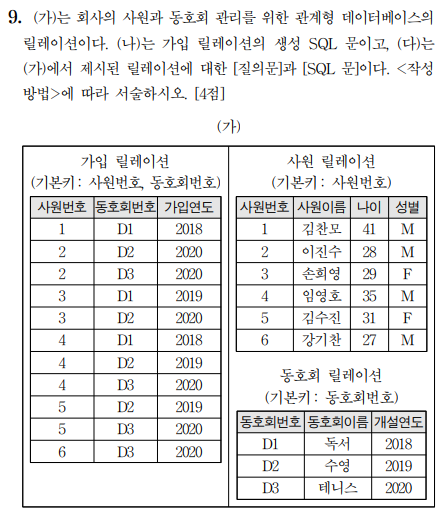 9. (가)는 회사의 사원과 동호회 관리를 위한 관계형 데이터베이스의
릴레이션이다. (나)는 가입 릴레이션의 생성 SQL 문이고, (다)는
(가)에서 제시된 릴레이션에 대한 [질의문]과 [SQL 문]이다. <작성
방법>에 따라 서술하시오. [4점]
(가)
가입 릴레이션
(기본키 : 사원번호, 동호회번호)
사원번호 동호회번호 가입연도
1 D1 2018
2 D2 2020
2 D3 2020
3 D1 2019
3 D2 2020
4 D1 2018
4 D2 2019
4 D3 2020
5 D2 2019
5 D3 2020
6 D3 2020
사원 릴레이션
(기본키 : 사원번호)
사원번호 사원이름 나이 성별
1 김찬모 41 M
2 이진수 28 M
3 손희영 29 F
4 임영호 35 M
5 김수진 31 F
6 강기찬 27 M
동호회 릴레이션
(기본키 : 동호회번호)
동호회번호 동호회이름 개설연도
D1 독서 2018
D2 수영 2019
D3 테니스 2020